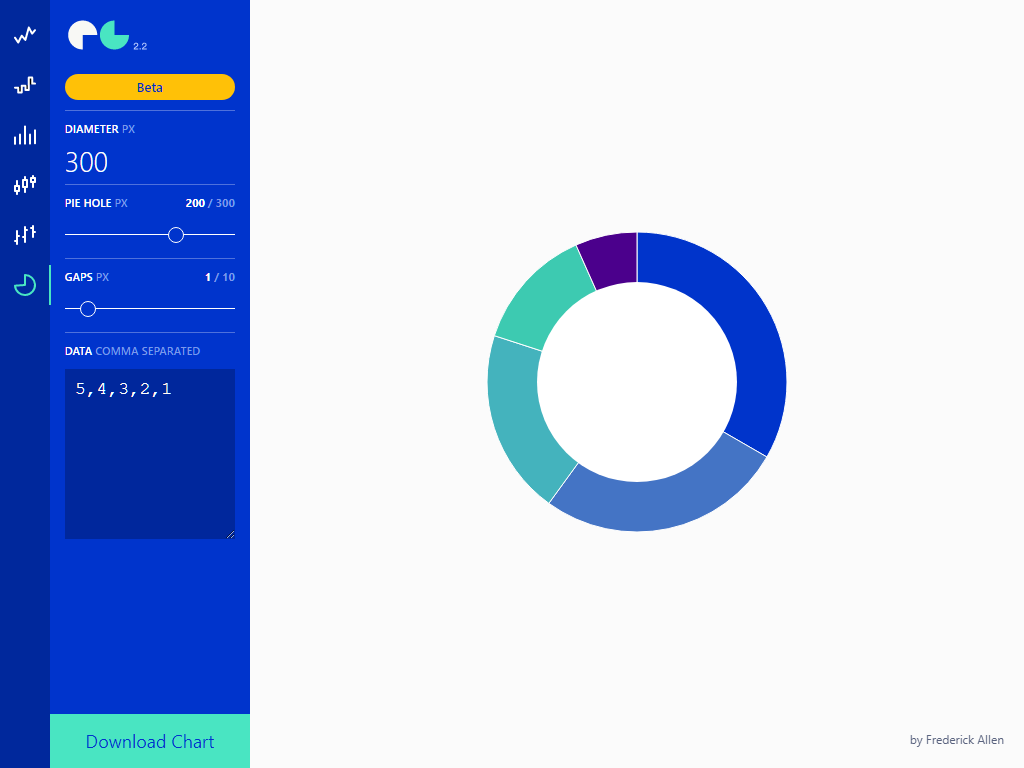 2.2
Beta
DIAMETER PX
300
PIE HOLE PX 200 / 300
GAPS PX 1 / 10
DATA COMMA SEPARATED
5,4,3,2,1
Download Chart
by Frederick Allen